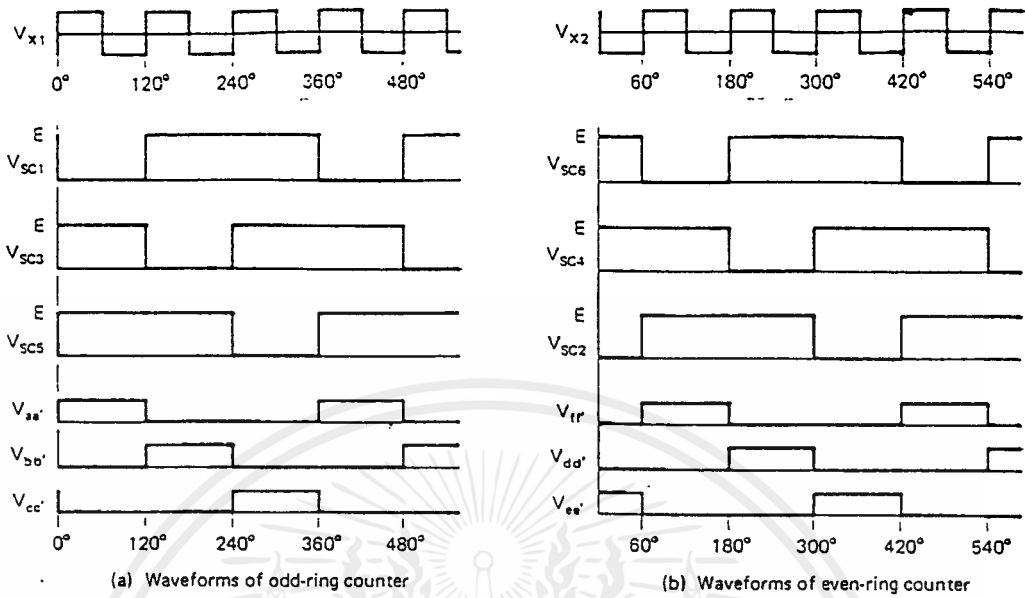 V_X1
0° 120° 240° 360° 480°
E
V_SC1
E
V_SC3
E
V_SC5
V_aa'
V_bb'
V_cc'
0° 120° 240° 360° 480°
(a) Waveforms of odd-ring counter
V_X2
60° 180° 300° 420° 540°
E
V_SC6
E
V_SC4
E
V_SC2
V_ff'
V_dd'
V_ee'
60° 180° 300° 420° 540°
(b) Waveforms of even-ring counter